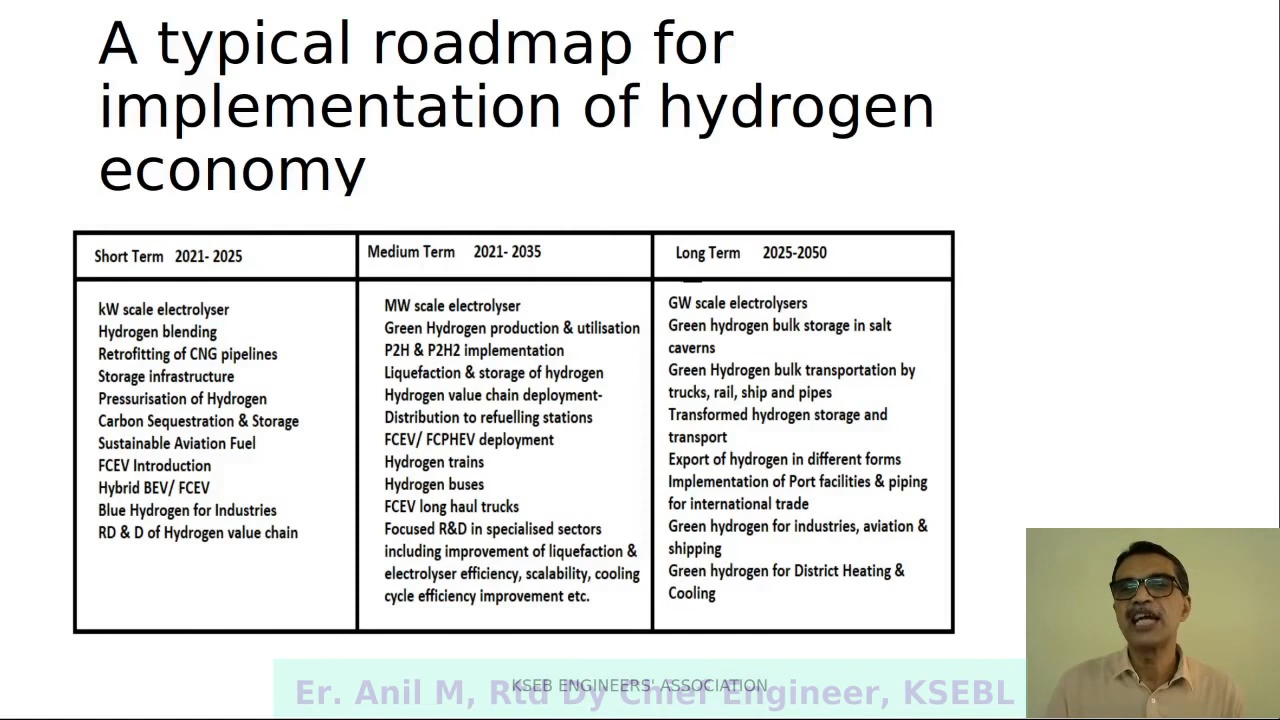 A typical roadmap for
implementation of hydrogen
economy
Short Term 2021- 2025
kW scale electrolyser
Hydrogen blending
Retrofitting of CNG pipelines
Storage infrastructure
Pressurisation of Hydrogen
Carbon Sequestration & Storage
Sustainable Aviation Fuel
FCEV Introduction
Hybrid BEV/ FCEV
Blue Hydrogen for Industries
RD & D of Hydrogen value chain
Medium Term 2021- 2035
MW scale electrolyser
Green Hydrogen production & utilisation
P2H & P2H2 implementation
Liquefaction & storage of hydrogen
Hydrogen value chain deployment-
Distribution to refuelling stations
FCEV/ FCPHEV deployment
Hydrogen trains
Hydrogen buses
FCEV long haul trucks
Focused R&D in specialised sectors
including improvement of liquefaction &
electrolyser efficiency, scalability, cooling
cycle efficiency improvement etc.
Long Term 2025-2050
GW scale electrolysers
Green hydrogen bulk storage in salt
caverns
Green Hydrogen bulk transportation by
trucks, rail, ship and pipes
Transformed hydrogen storage and
transport
Export of hydrogen in different forms
Implementation of Port facilities & piping
for international trade
Green hydrogen for industries, aviation &
shipping
Green hydrogen for District Heating &
Cooling
KSEB ENGINEERS' ASSOCIATION
Er. Anil M, Rtd Dy Chief Engineer, KSEBL